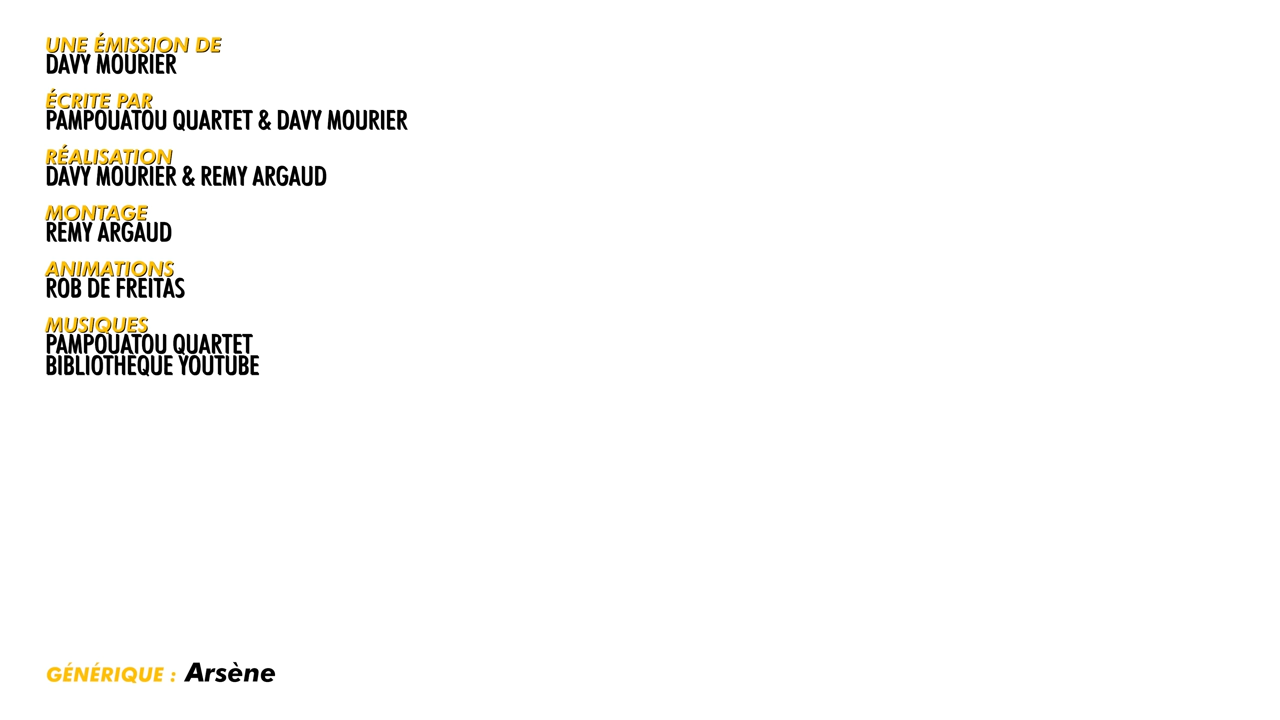 UNE ÉMISSION DE
DAVY MOURIER
ÉCRITE PAR
PAMPOUATOU QUARTET & DAVY MOURIER
RÉALISATION
DAVY MOURIER & REMY ARGAUD
MONTAGE
REMY ARGAUD
ANIMATIONS
ROB DE FREITAS
MUSIQUES
PAMPOUATOU QUARTET
BIBLIOTHÈQUE YOUTUBE
GÉNÉRIQUE : Arsène